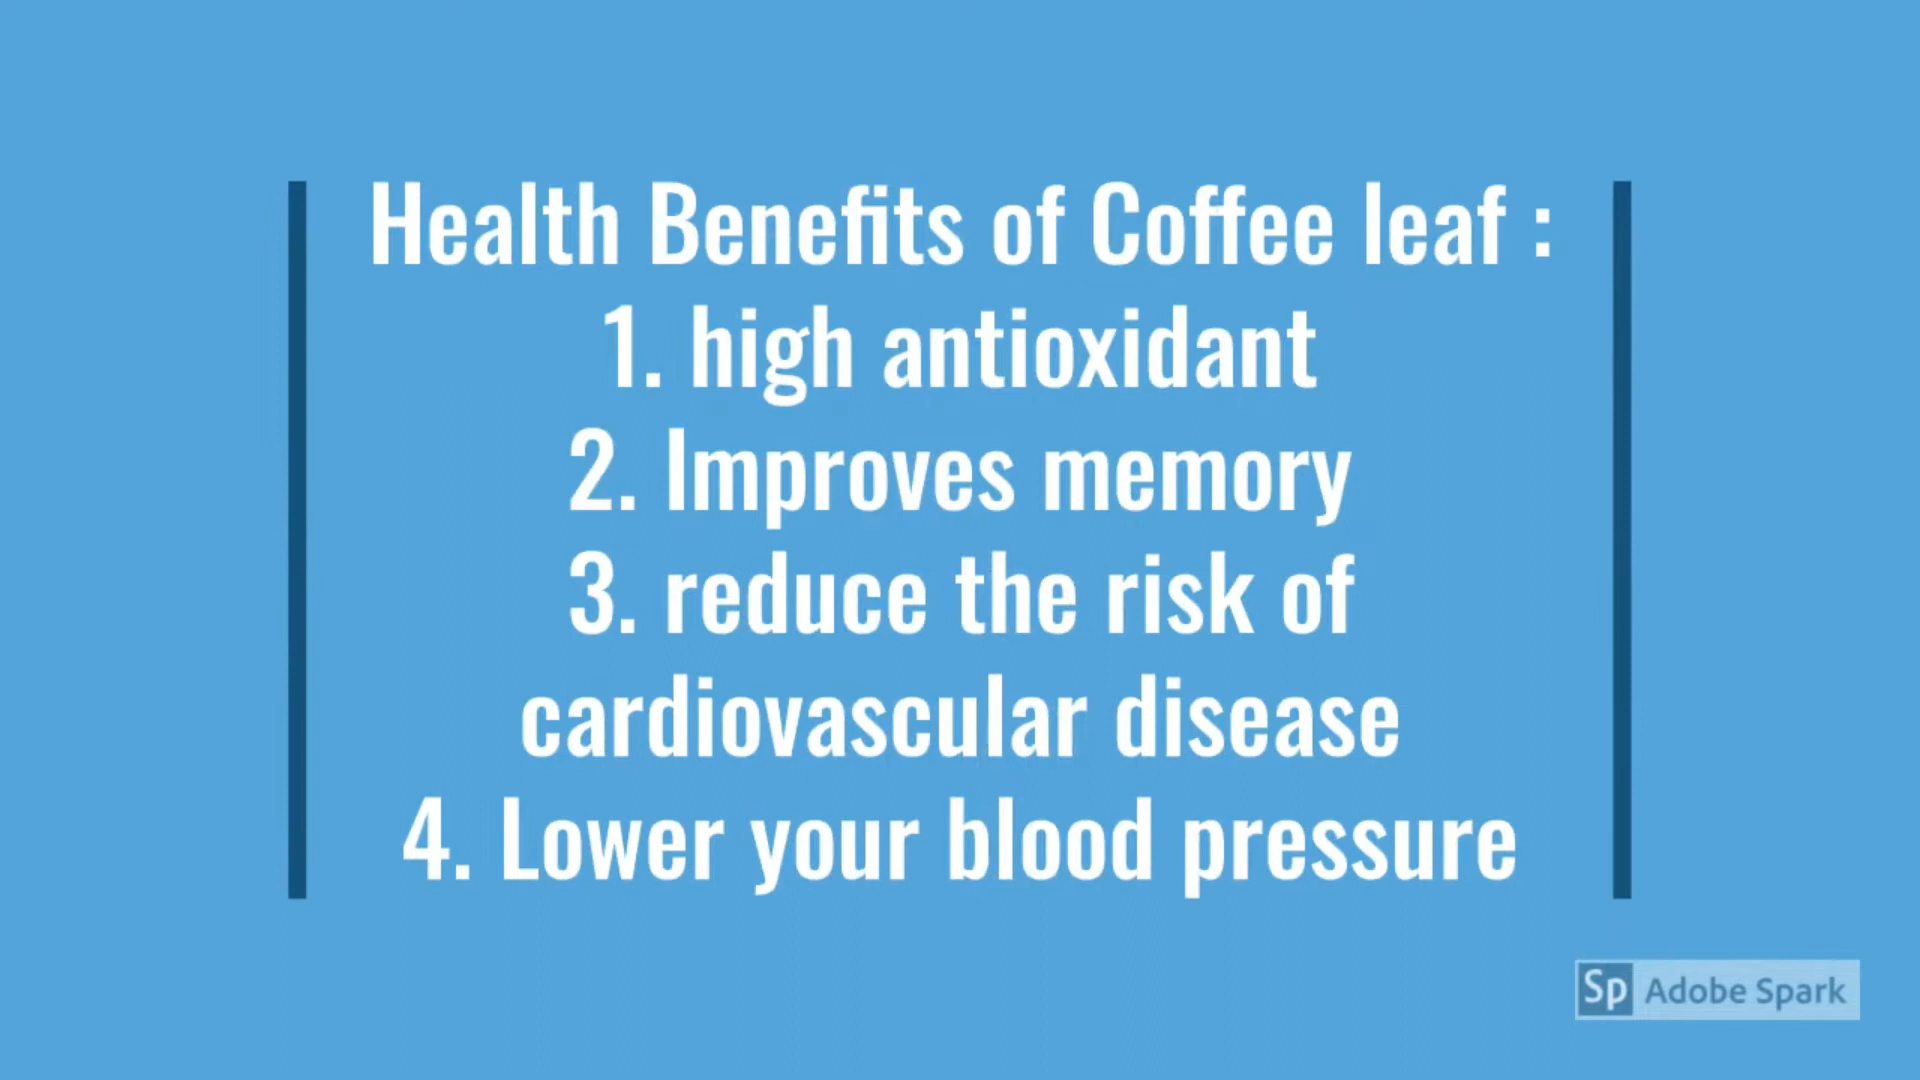 Health Benefits of Coffee leaf :
1. high antioxidant
2. Improves memory
3. reduce the risk of
cardiovascular disease
4. Lower your blood pressure
Sp Adobe Spark